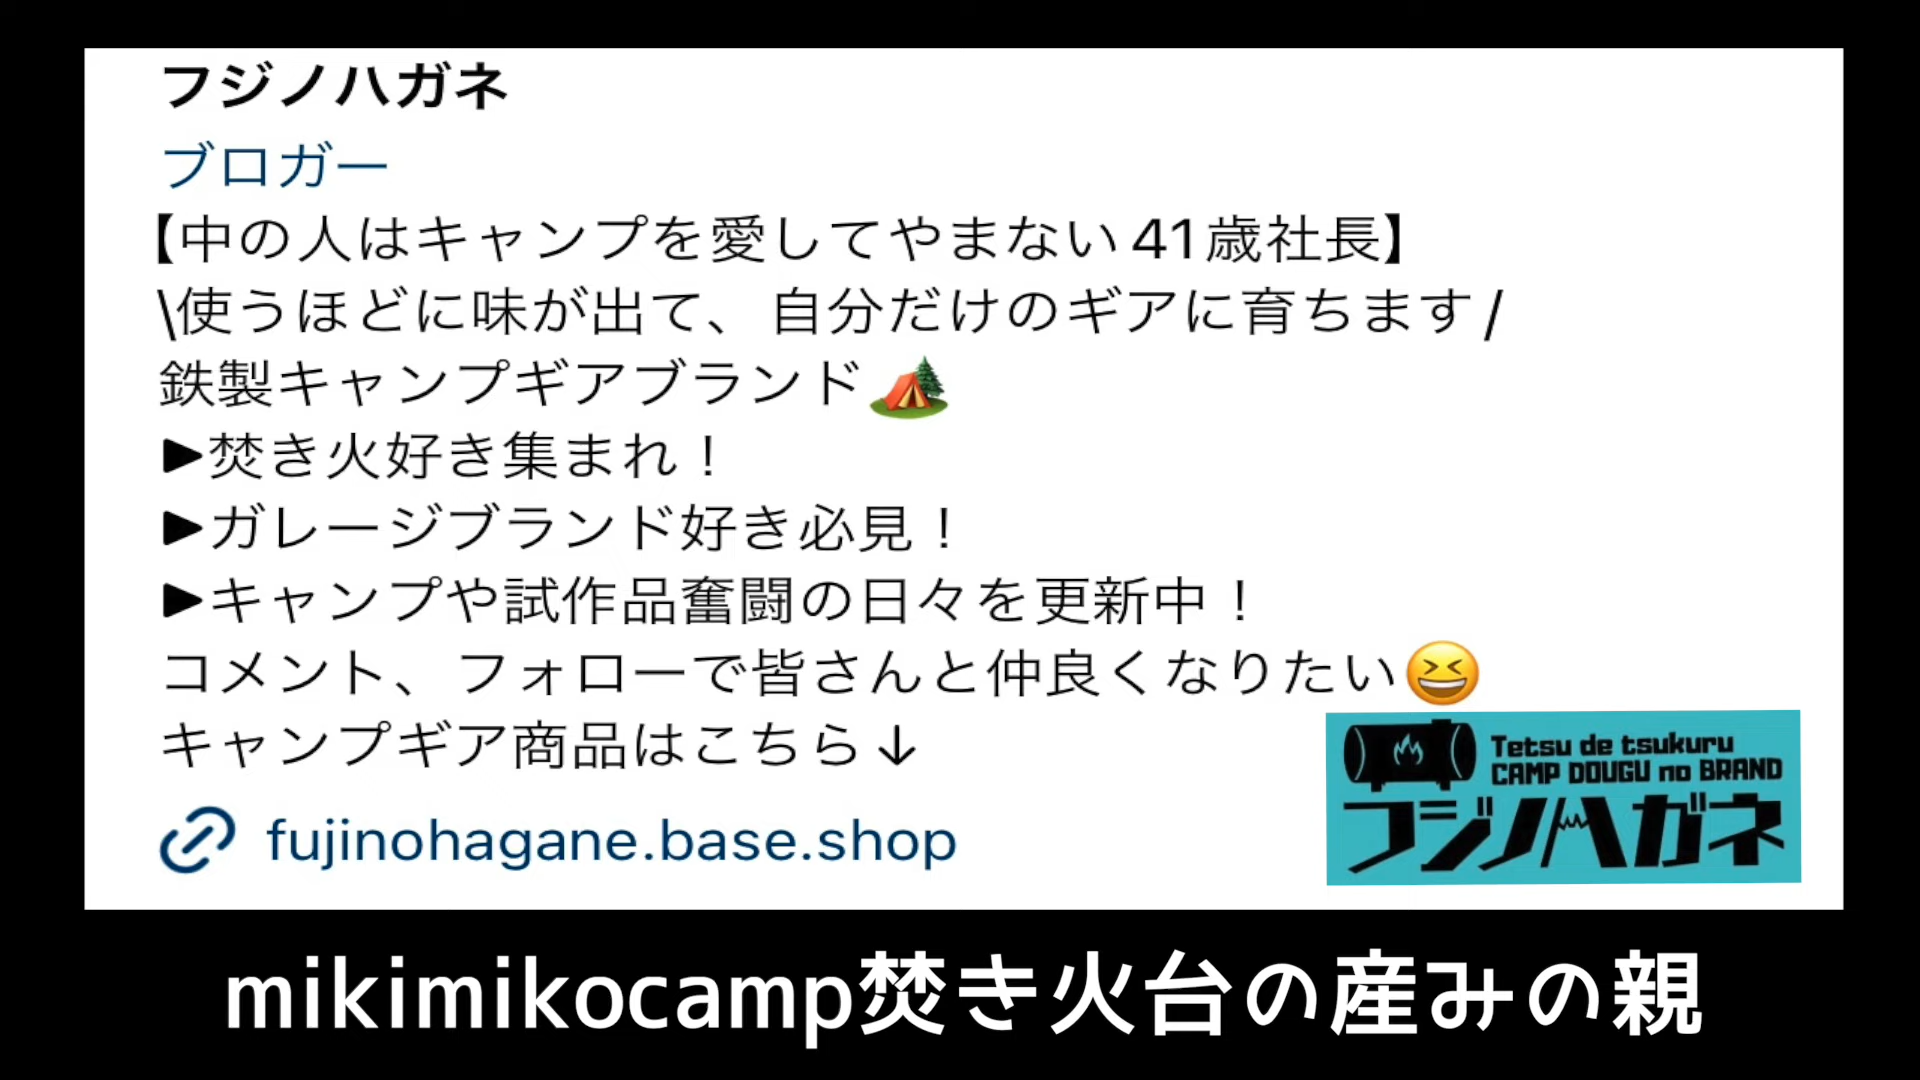 フジノハガネ
ブロガー
【中の人はキャンプを愛してやまない41歳社長】
\使うほどに味が出て、自分だけのギアに育ちます/
鉄製キャンプギアブランド🏕️
▶焚き火好き集まれ！
▶ガレージブランド好き必見！
▶キャンプや試作品奮闘の日々を更新中！
コメント、フォローで皆さんと仲良くなりたい😆
キャンプギア商品はこちら↓
fujinohagane.base.shop
Tetsu de tsukuru
CAMP DOUGU no BRAND
フジノハガネ
mikimikocamp焚き火台の産みの親